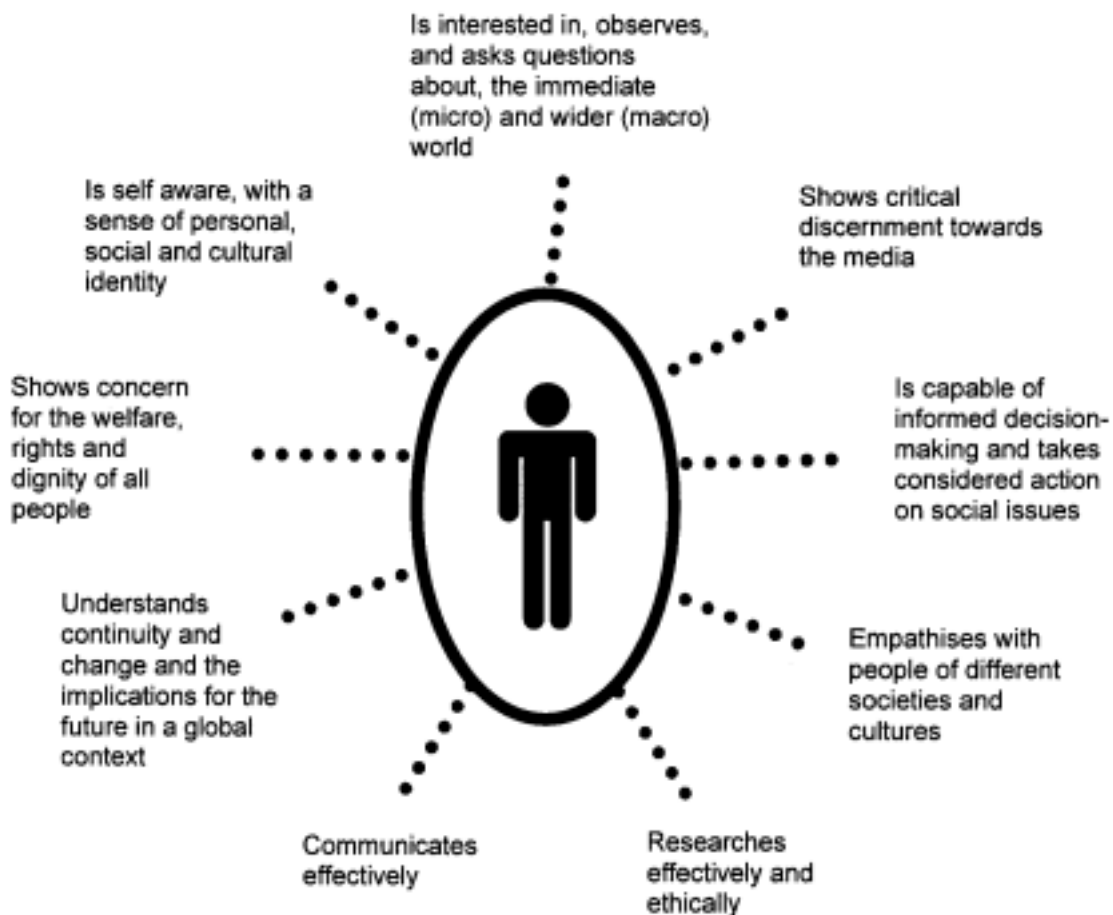 Is interested in, observes,
and asks questions
about, the immediate
(micro) and wider (macro)
world
Shows critical
discernment towards
the media
Is capable of
informed decision-
making and takes
considered action
on social issues
Empathises with
people of different
societies and
cultures
Researches
effectively and
ethically
Communicates
effectively
Understands
continuity and
change and the
implications for the
future in a global
context
Shows concern
for the welfare,
rights and
dignity of all
people
Is self aware, with a
sense of personal,
social and cultural
identity